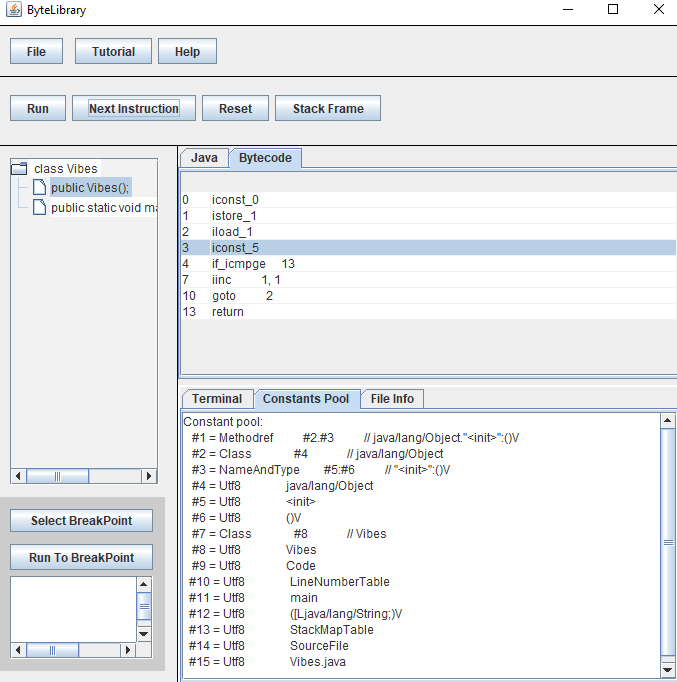 ByteLibrary
File Tutorial Help
Run Next Instruction Reset Stack Frame
class Vibes
public Vibes();
public static void ma
Java Bytecode
0 iconst_0
1 istore_1
2 iload_1
3 iconst_5
4 if_icmpge 13
7 iinc 1, 1
10 goto 2
13 return
Terminal Constants Pool File Info
Constant pool:
#1 = Methodref #2.#3 // java/lang/Object."<init>":()V
#2 = Class #4 // java/lang/Object
#3 = NameAndType #5:#6 // "<init>":()V
#4 = Utf8 java/lang/Object
#5 = Utf8 <init>
#6 = Utf8 ()V
#7 = Class #8 // Vibes
#8 = Utf8 Vibes
#9 = Utf8 Code
#10 = Utf8 LineNumberTable
#11 = Utf8 main
#12 = Utf8 ([Ljava/lang/String;)V
#13 = Utf8 StackMapTable
#14 = Utf8 SourceFile
#15 = Utf8 Vibes.java
Select BreakPoint
Run To BreakPoint